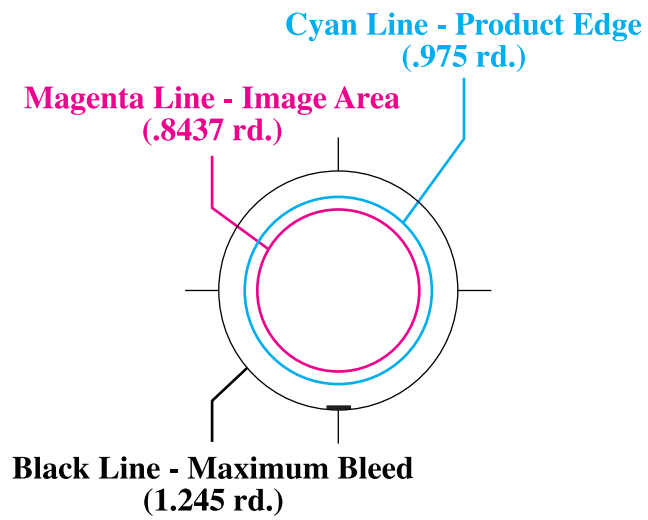 Cyan Line - Product Edge
(.975 rd.)
Magenta Line - Image Area
(.8437 rd.)
Black Line - Maximum Bleed
(1.245 rd.)